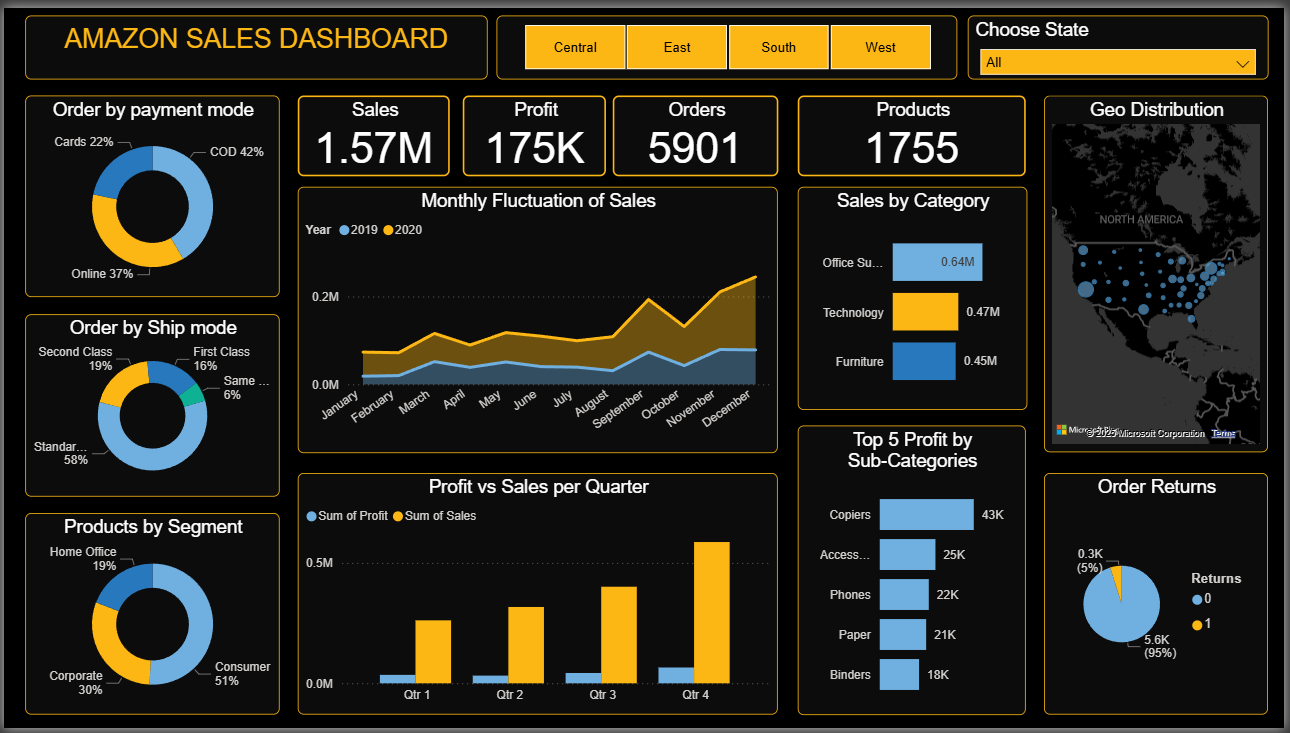 AMAZON SALES DASHBOARD
Central
East
South
West
Choose State
All
Order by payment mode
Cards 22%
COD 42%
Online 37%
Sales
1.57M
Profit
175K
Orders
5901
Products
1755
Geo Distribution
NORTH AMERICA
© 2025 Microsoft Corporation
Terms
Monthly Fluctuation of Sales
Year
2019
2020
0.2M
0.0M
January
February
March
April
May
June
July
August
September
October
November
December
Sales by Category
Office Su...
0.64M
Technology
0.47M
Furniture
0.45M
Order by Ship mode
Second Class
19%
First Class
16%
Same ...
6%
Standar...
58%
Top 5 Profit by
Sub-Categories
Copiers
43K
Access...
25K
Phones
22K
Paper
21K
Binders
18K
Profit vs Sales per Quarter
Sum of Profit
Sum of Sales
0.5M
0.0M
Qtr 1
Qtr 2
Qtr 3
Qtr 4
Order Returns
0.3K
(5%)
5.6K
(95%)
Returns
0
1
Products by Segment
Home Office
19%
Corporate
30%
Consumer
51%